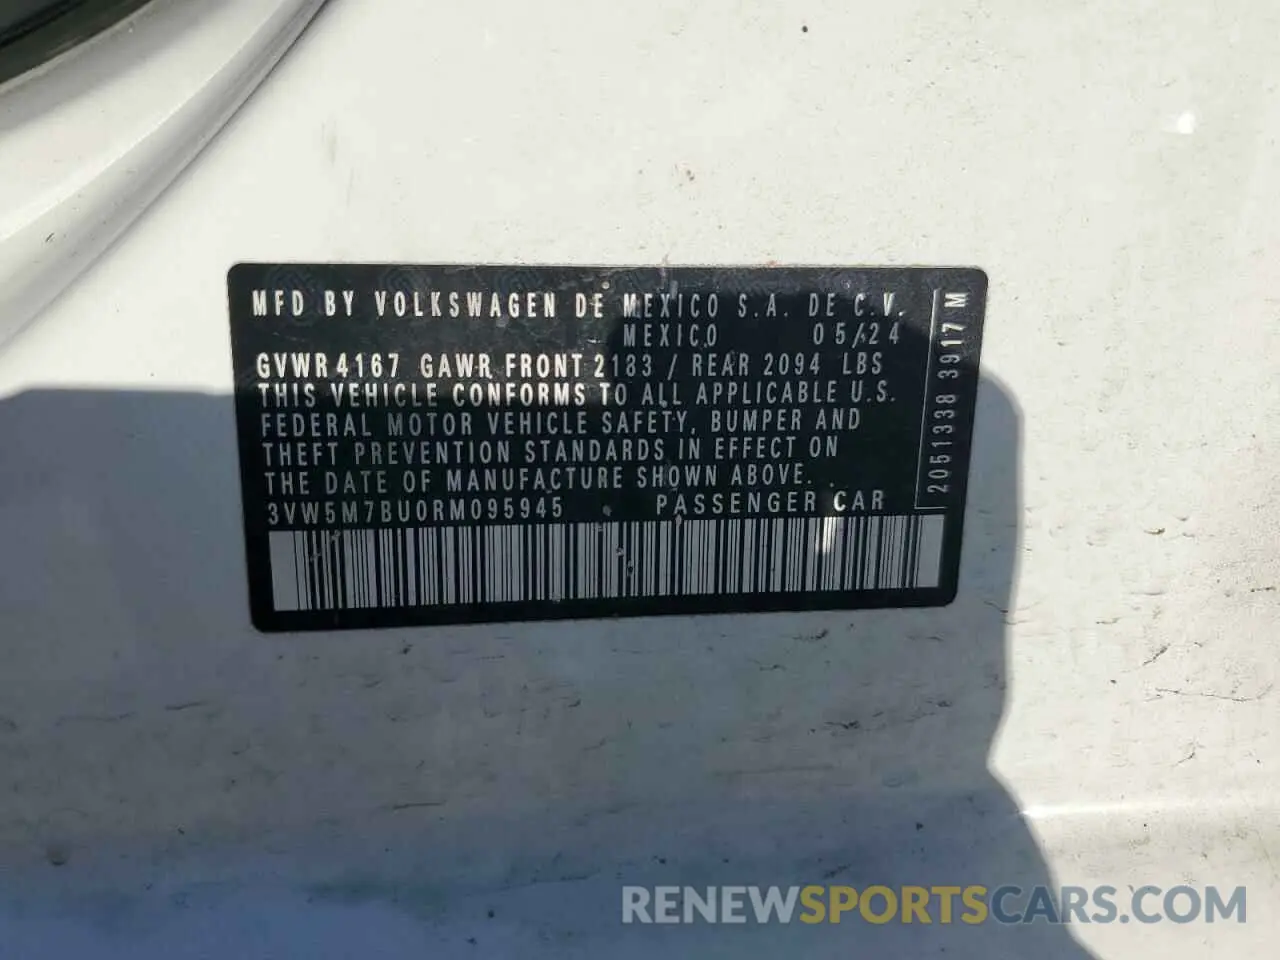 MFD BY VOLKSWAGEN DE MEXICO S.A. DE C.V.
MEXICO 05/24
GVWR 4167 GAWR FRONT 2183 / REAR 2094 LBS
THIS VEHICLE CONFORMS TO ALL APPLICABLE U.S.
FEDERAL MOTOR VEHICLE SAFETY, BUMPER AND
THEFT PREVENTION STANDARDS IN EFFECT ON
THE DATE OF MANUFACTURE SHOWN ABOVE.
3VW5M7BU0RM095945 PASSENGER CAR
2051338 3917 M
RENEWSPORTSCARS.COM